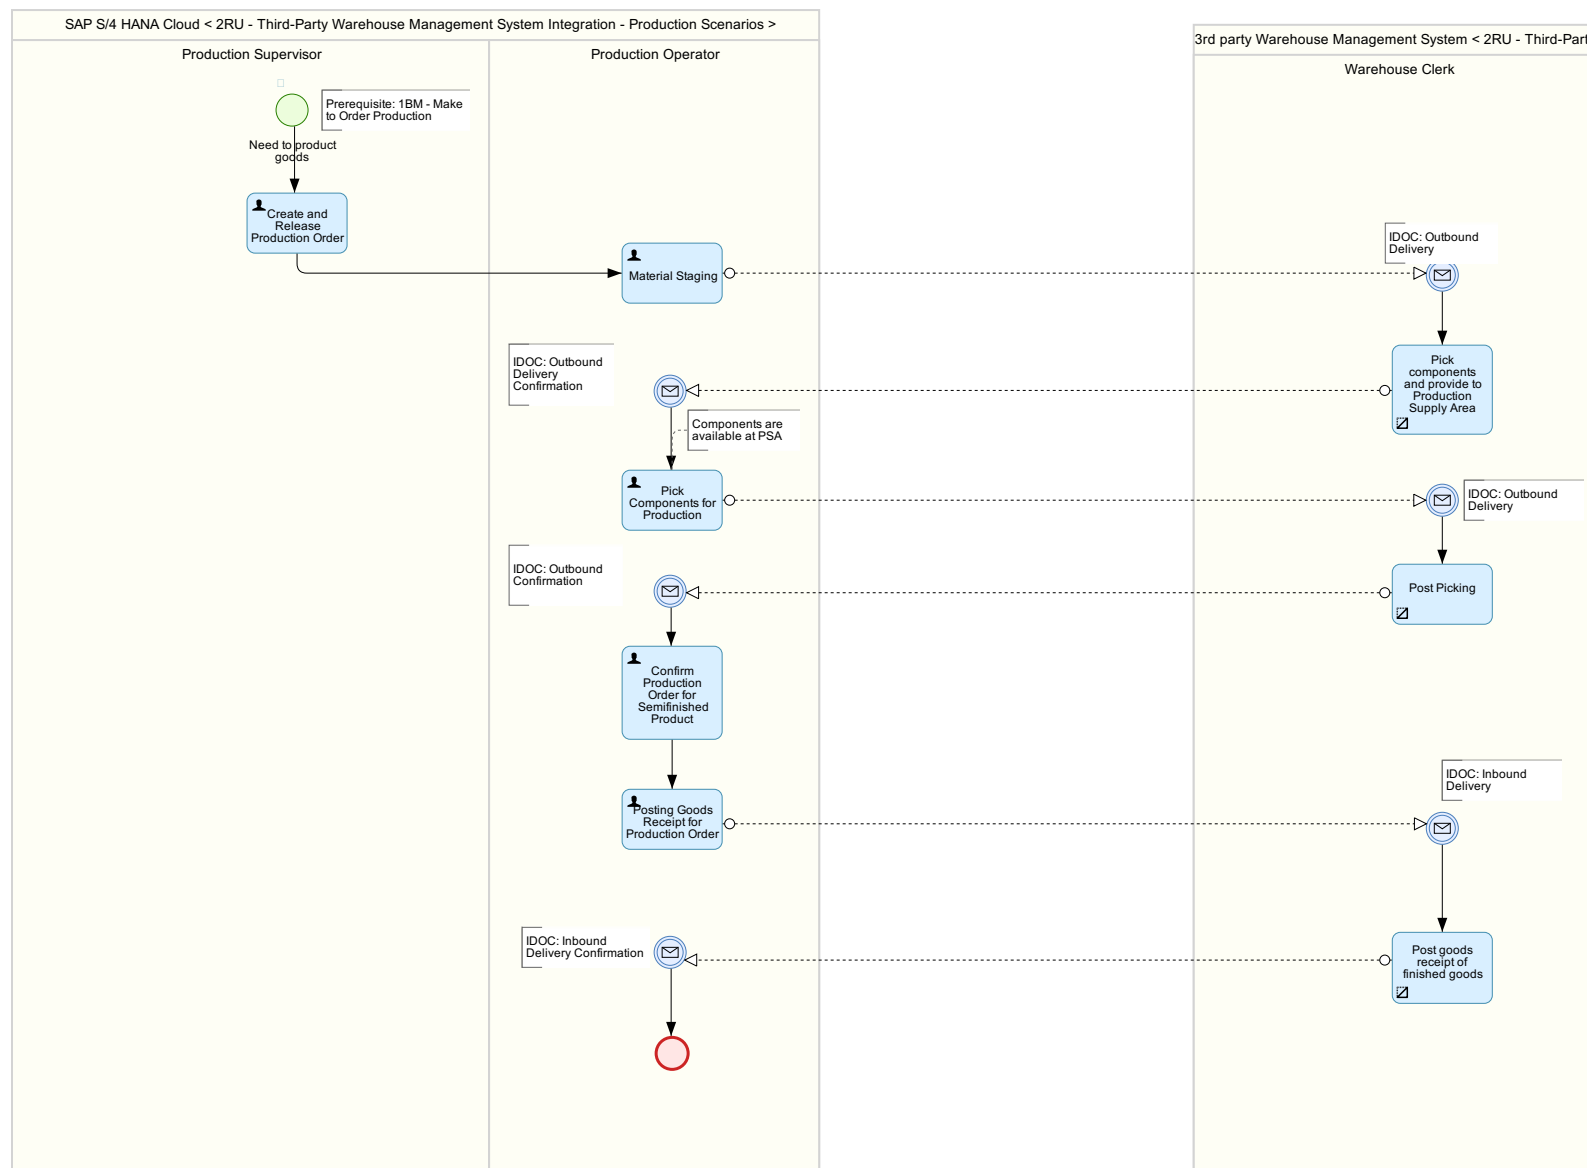 SAP S/4 HANA Cloud < 2RU - Third-Party Warehouse Management System Integration - Production Scenarios >
3rd party Warehouse Management System < 2RU - Third-Part
Production Supervisor
Production Operator
Warehouse Clerk
Prerequisite: 1BM - Make
to Order Production
Need to product
goods
Create and
Release
Production Order
Material Staging
IDOC: Outbound
Delivery
IDOC: Outbound
Delivery
Confirmation
Pick
components
and provide to
Production
Supply Area
Components are
available at PSA
Pick
Components for
Production
IDOC: Outbound
Delivery
IDOC: Outbound
Confirmation
Post Picking
Confirm
Production
Order for
Semifinished
Product
IDOC: Inbound
Delivery
Posting Goods
Receipt for
Production Order
IDOC: Inbound
Delivery Confirmation
Post goods
receipt of
finished goods